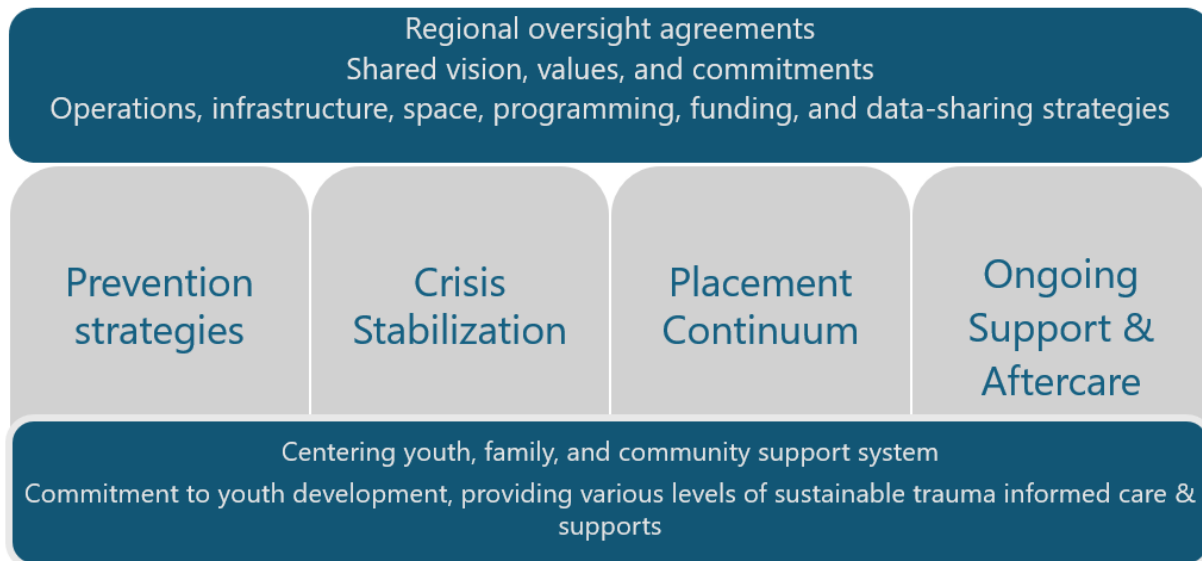 Regional oversight agreements
Shared vision, values, and commitments
Operations, infrastructure, space, programming, funding, and data-sharing strategies
Prevention
strategies
Crisis
Stabilization
Placement
Continuum
Ongoing
Support &
Aftercare
Centering youth, family, and community support system
Commitment to youth development, providing various levels of sustainable trauma informed care &
supports